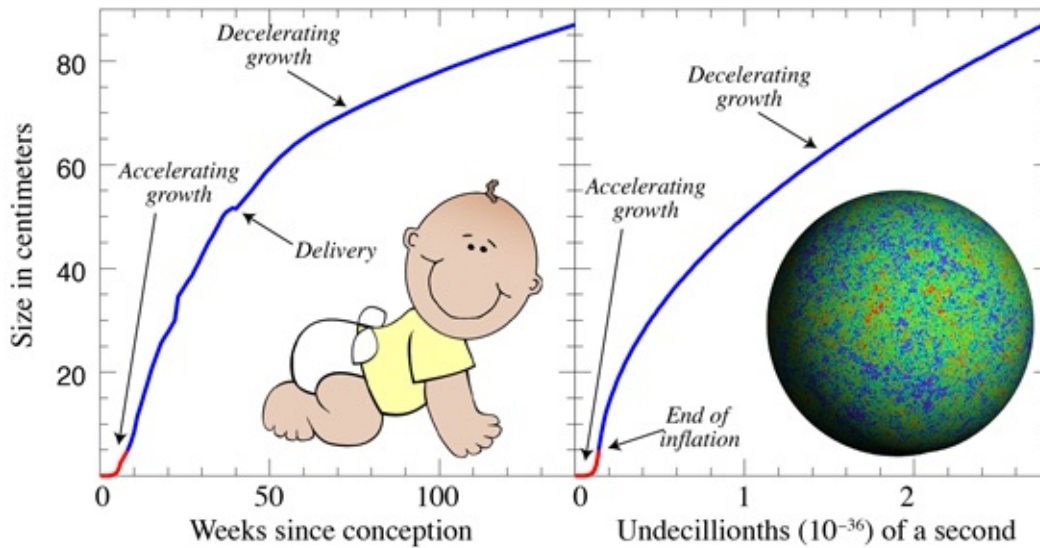 Size in centimeters
80
60
40
20
Decelerating
growth
Accelerating
growth
Delivery
0
50
100
Weeks since conception
Decelerating
growth
Accelerating
growth
End of
inflation
0
1
2
Undecillionths (10⁻³⁶) of a second